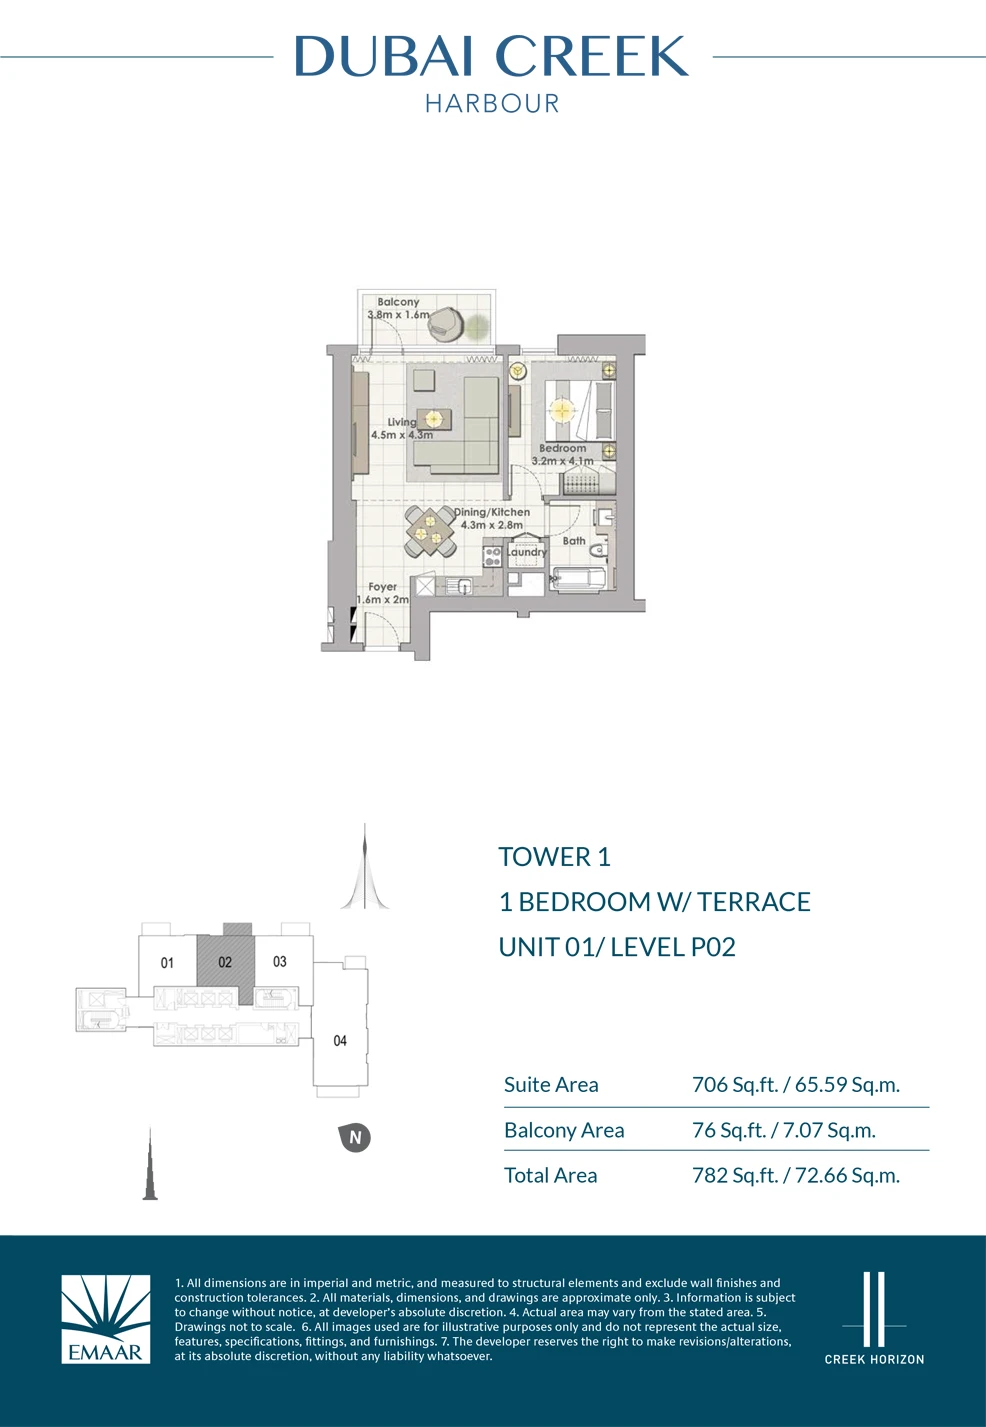 DUBAI CREEK
HARBOUR
Balcony
3.8m x 1.6m
Living
4.5m x 4.3m
Bedroom
3.2m x 4.1m
Dining/Kitchen
4.3m x 2.8m
Bath
Laundry
Foyer
1.6m x 2m
TOWER 1
1 BEDROOM W/ TERRACE
UNIT 01/ LEVEL P02
01
02
03
04
N
Suite Area 706 Sq.ft. / 65.59 Sq.m.
Balcony Area 76 Sq.ft. / 7.07 Sq.m.
Total Area 782 Sq.ft. / 72.66 Sq.m.
EMAAR
1. All dimensions are in imperial and metric, and measured to structural elements and exclude wall finishes and
construction tolerances. 2. All materials, dimensions, and drawings are approximate only. 3. Information is subject
to change without notice, at developer's absolute discretion. 4. Actual area may vary from the stated area. 5.
Drawings not to scale. 6. All images used are for illustrative purposes only and do not represent the actual size,
features, specifications, fittings, and furnishings. 7. The developer reserves the right to make revisions/alterations,
at its absolute discretion, without any liability whatsoever.
CREEK HORIZON